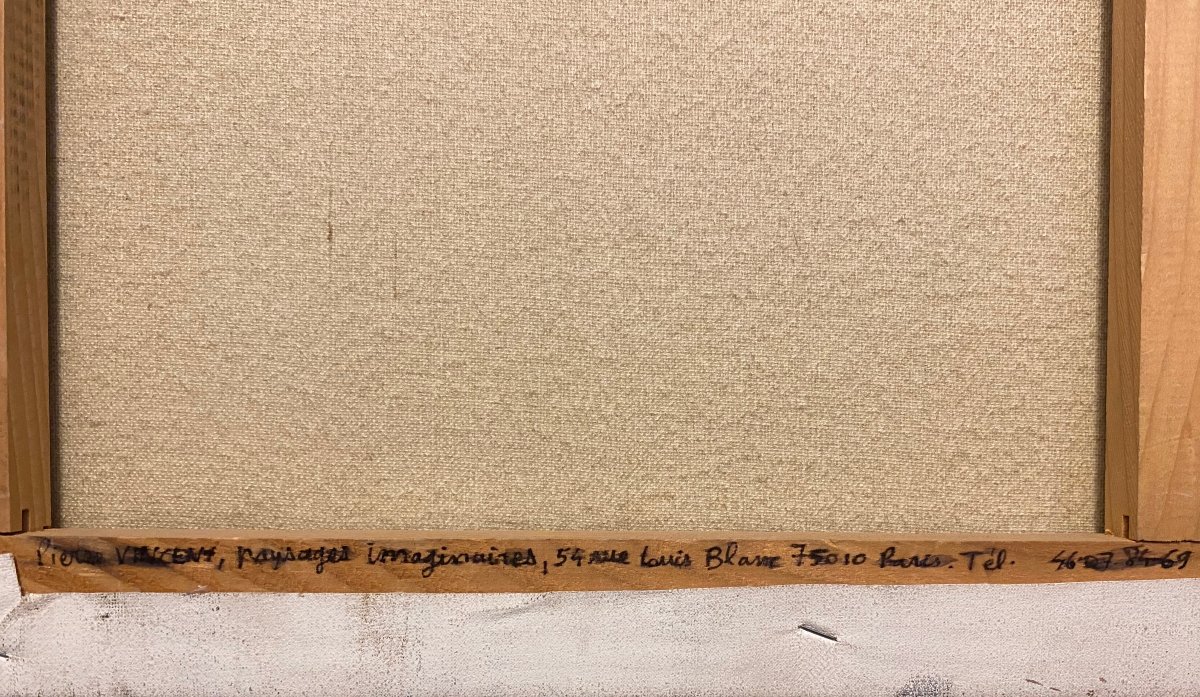 Pierre VINCENT, paysages imaginaires, 54 rue Louis Blanc 75010 Paris. Tél. 46-07-84-69